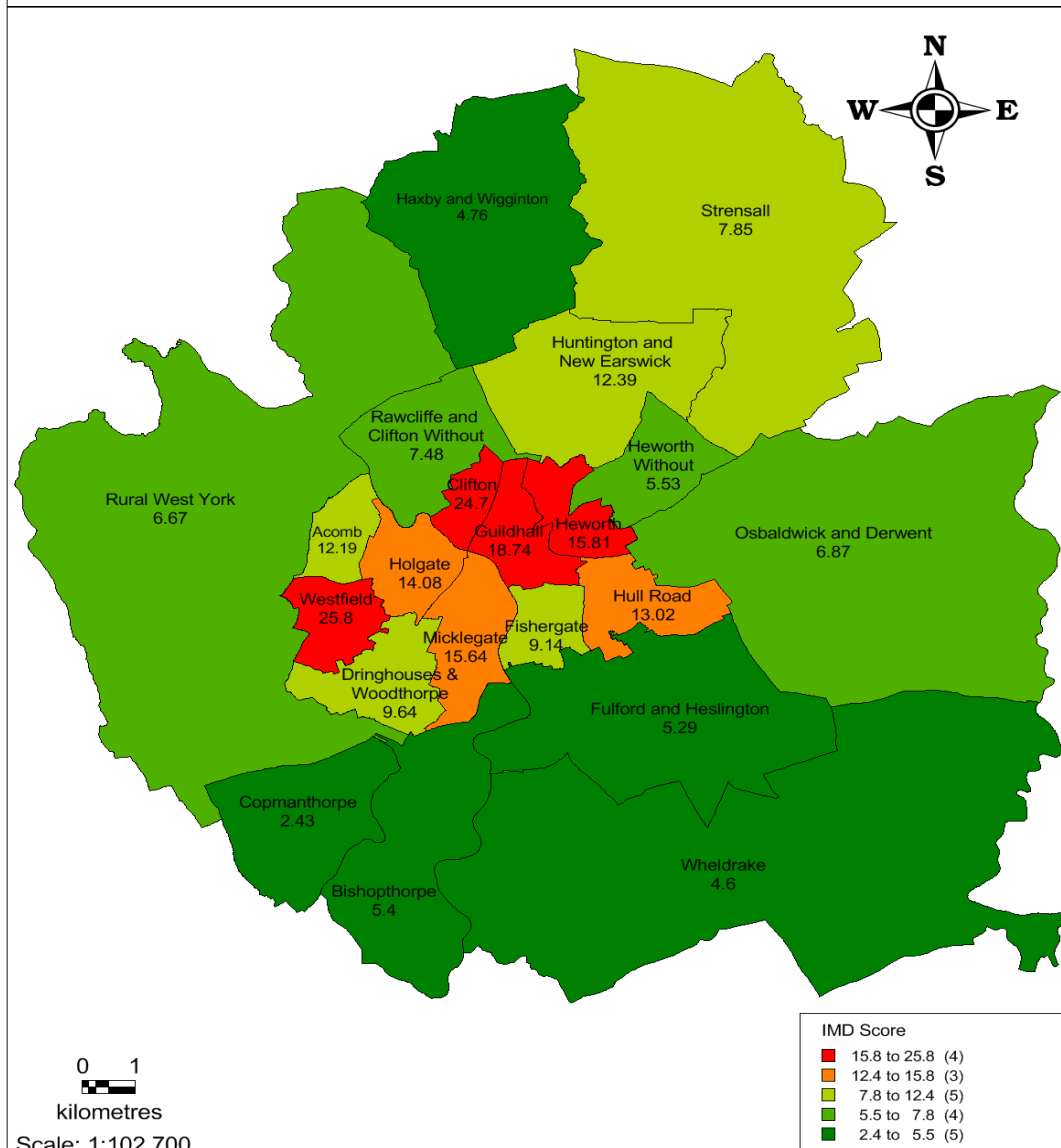 N
W E
S
Haxby and Wigginton
4.76
Strensall
7.85
Huntington and
New Earswick
12.39
Rawcliffe and
Clifton Without
7.48
Heworth
Without
5.53
Rural West York
6.67
Clifton
24.7
Acomb
12.19
Guildhall
18.74
Heworth
15.81
Osbaldwick and Derwent
6.87
Holgate
14.08
Westfield
25.8
Hull Road
13.02
Micklegate
15.64
Fishergate
9.14
Dringhouses &
Woodthorpe
9.64
Fulford and Heslington
5.29
Copmanthorpe
2.43
Bishopthorpe
5.4
Wheldrake
4.6
IMD Score
15.8 to 25.8 (4)
12.4 to 15.8 (3)
7.8 to 12.4 (5)
5.5 to 7.8 (4)
2.4 to 5.5 (5)
0 1
kilometres
Scale: 1:102,700